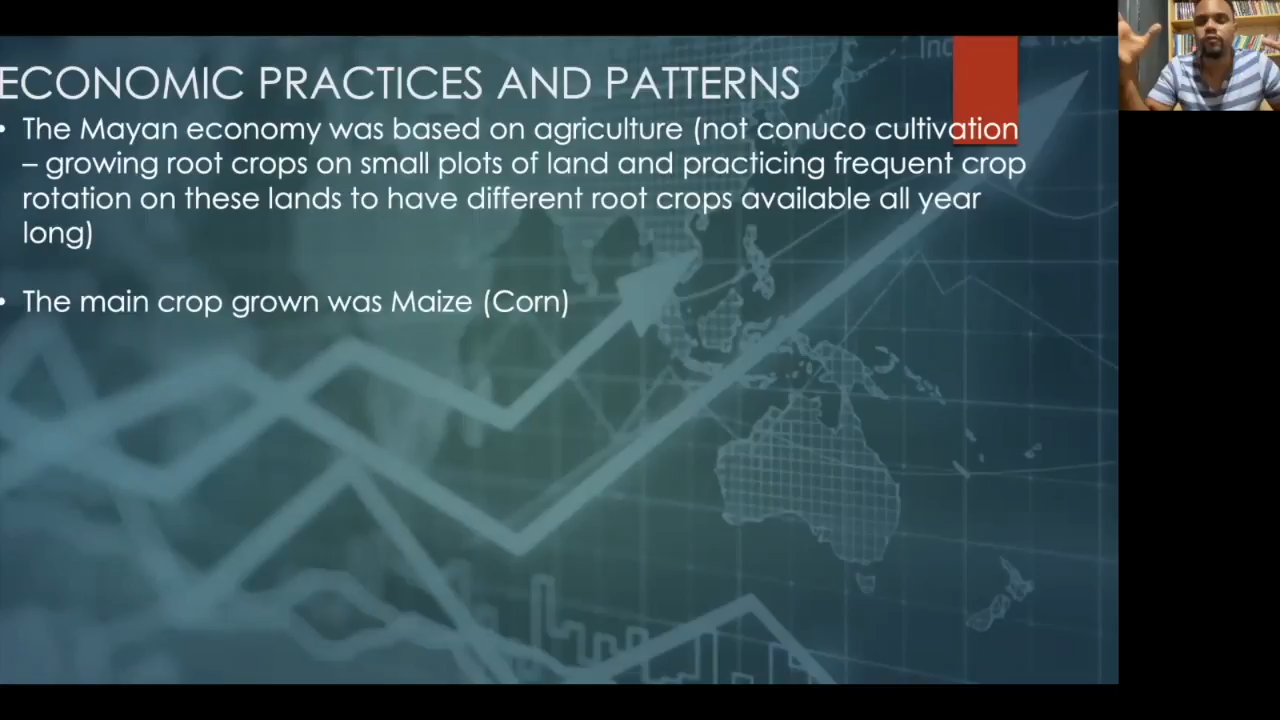 ECONOMIC PRACTICES AND PATTERNS
• The Mayan economy was based on agriculture (not conuco cultivation
– growing root crops on small plots of land and practicing frequent crop
rotation on these lands to have different root crops available all year
long)
• The main crop grown was Maize (Corn)